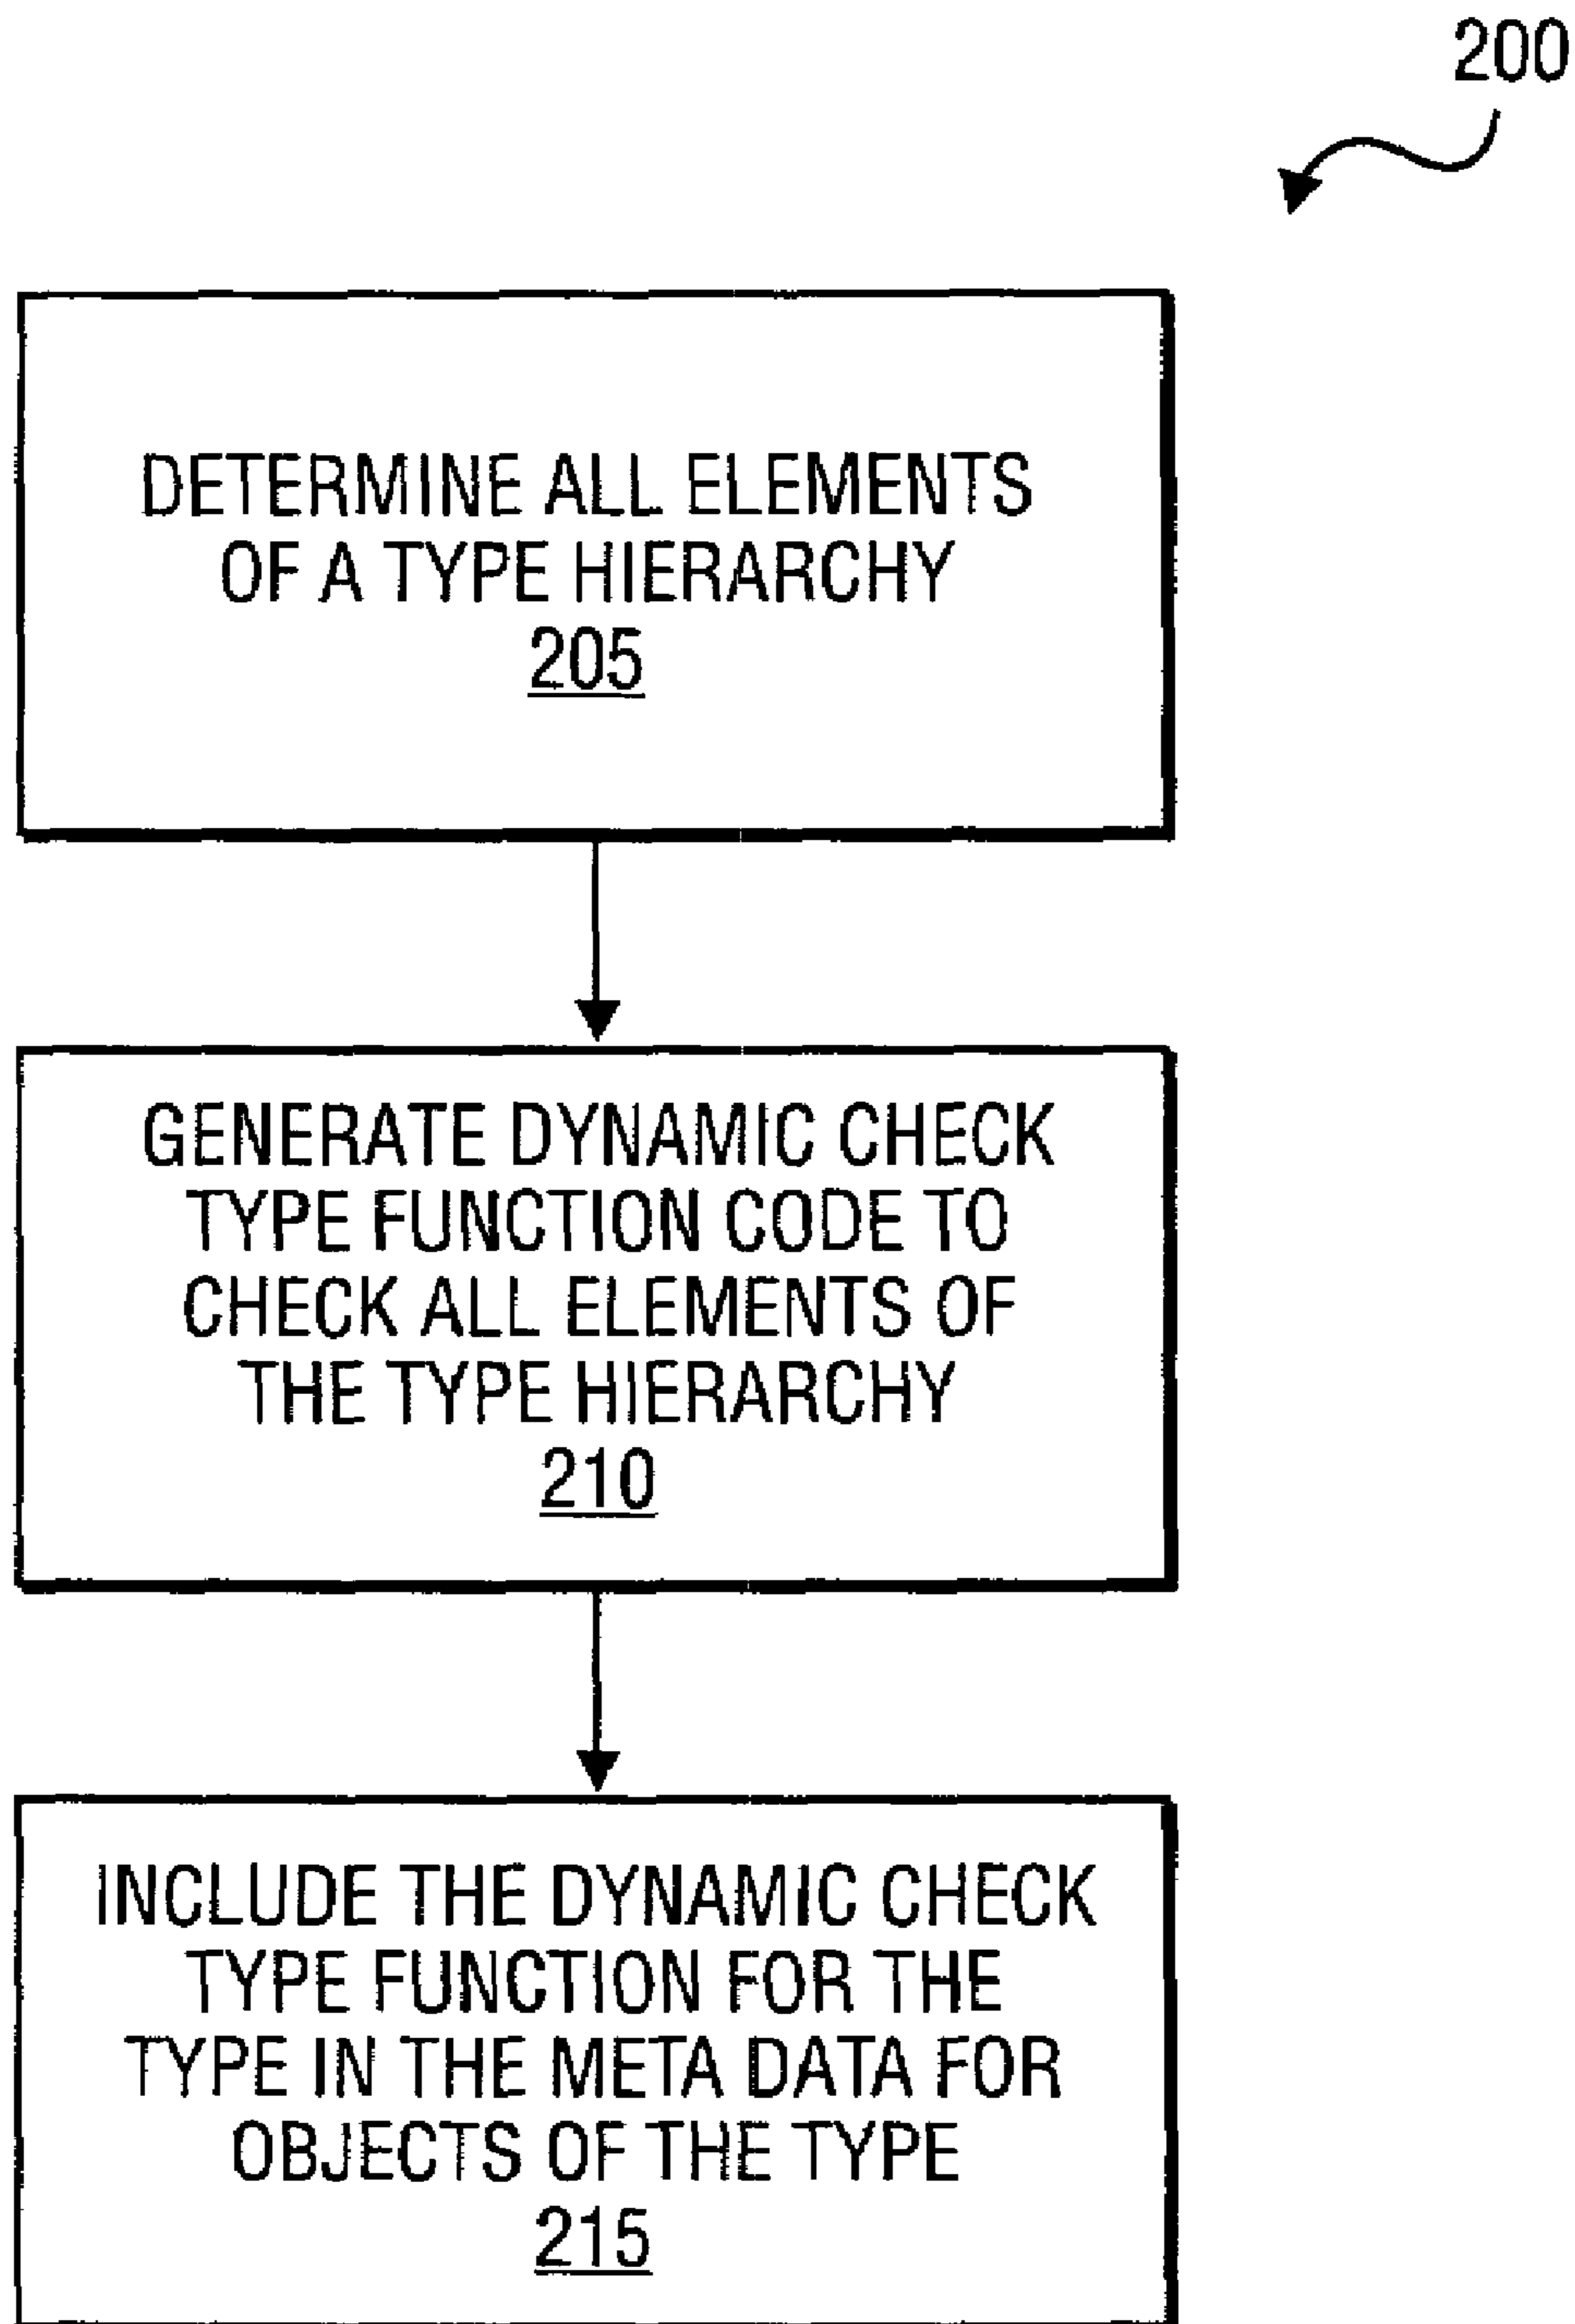 200
DETERMINE ALL ELEMENTS
OF A TYPE HIERARCHY
205
GENERATE DYNAMIC CHECK
TYPE FUNCTION CODE TO
CHECK ALL ELEMENTS OF
THE TYPE HIERARCHY
210
INCLUDE THE DYNAMIC CHECK
TYPE FUNCTION FOR THE
TYPE IN THE META DATA FOR
OBJECTS OF THE TYPE
215